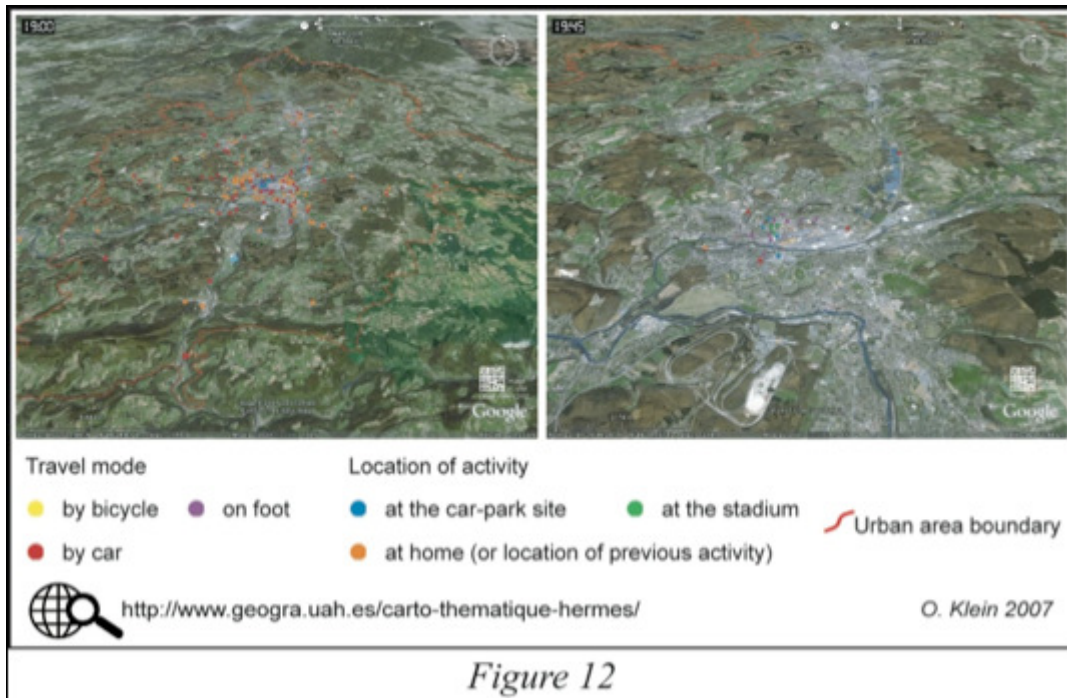 19:00
19:45
Google
Google
Travel mode
Location of activity
by bicycle
on foot
at the car-park site
at the stadium
Urban area boundary
by car
at home (or location of previous activity)
http://www.geogra.uah.es/carto-thematique-hermes/
O. Klein 2007
Figure 12